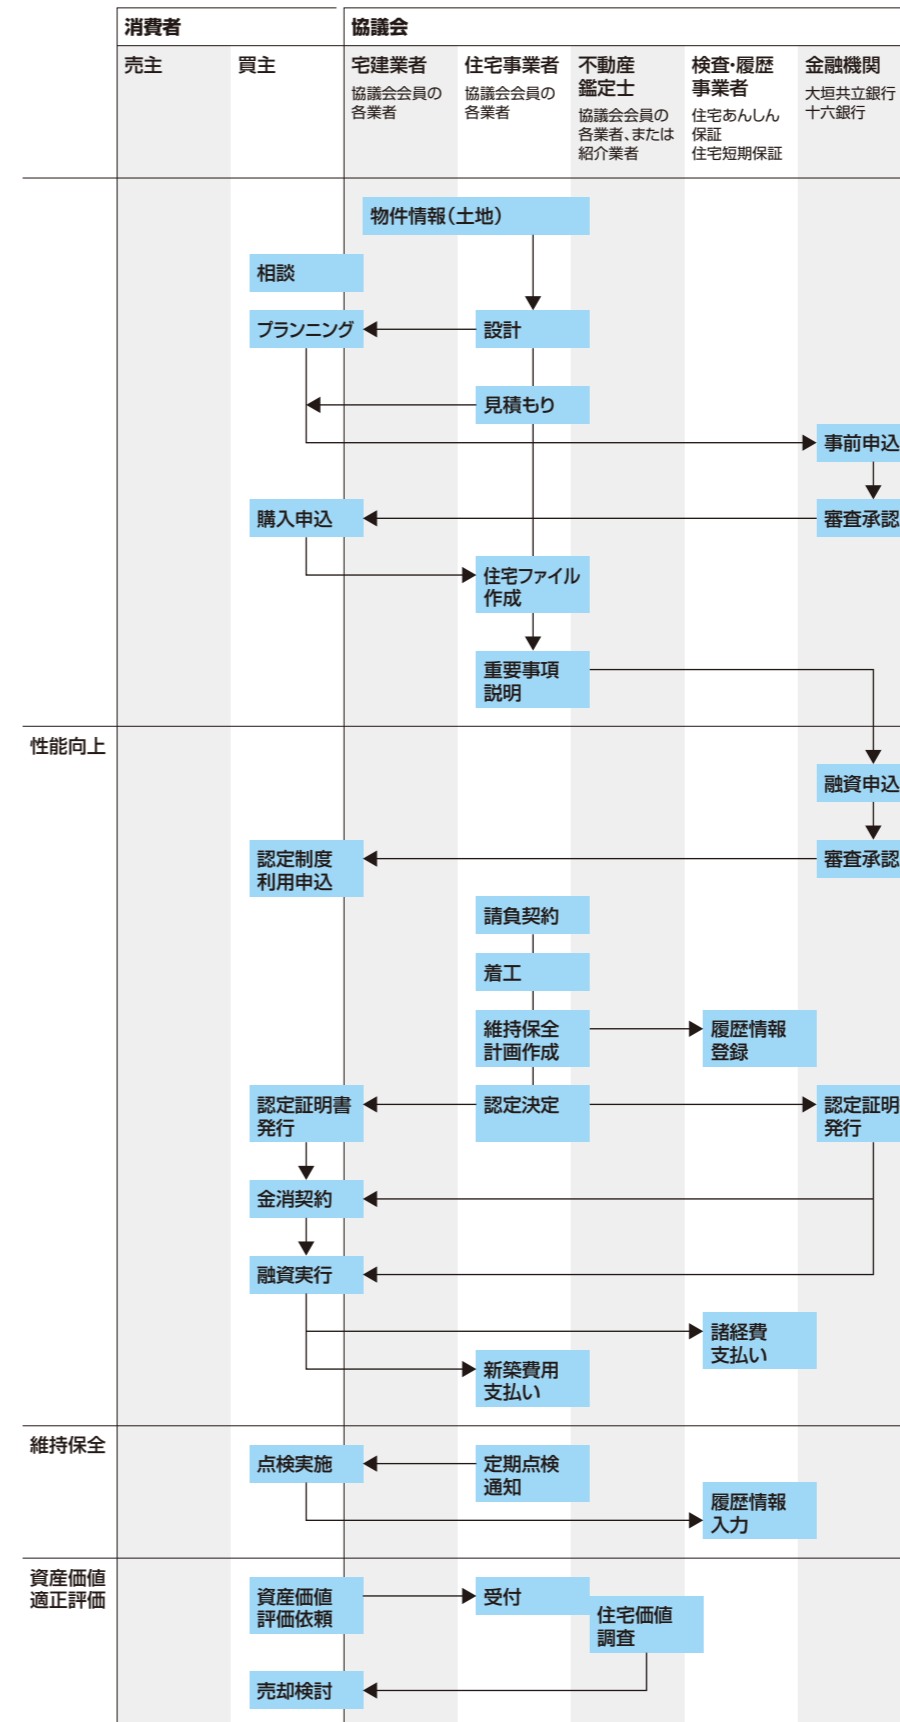 消費者
協議会
売主
買主
宅建業者
協議会会員の
各業者
住宅事業者
協議会会員の
各業者
不動産
鑑定士
協議会会員の
各業者、または
紹介業者
検査・履歴
事業者
住宅あんしん
保証
住宅短期保証
金融機関
大垣共立銀行
十六銀行
物件情報（土地）
相談
プランニング
設計
見積もり
事前申込
購入申込
審査承認
住宅ファイル
作成
重要事項
説明
性能向上
融資申込
認定制度
利用申込
審査承認
請負契約
着工
維持保全
計画作成
履歴情報
登録
認定証明書
発行
認定決定
認定証明
発行
金消契約
融資実行
諸経費
支払い
新築費用
支払い
維持保全
点検実施
定期点検
通知
履歴情報
入力
資産価値
適正評価
資産価値
評価依頼
受付
住宅価値
調査
売却検討